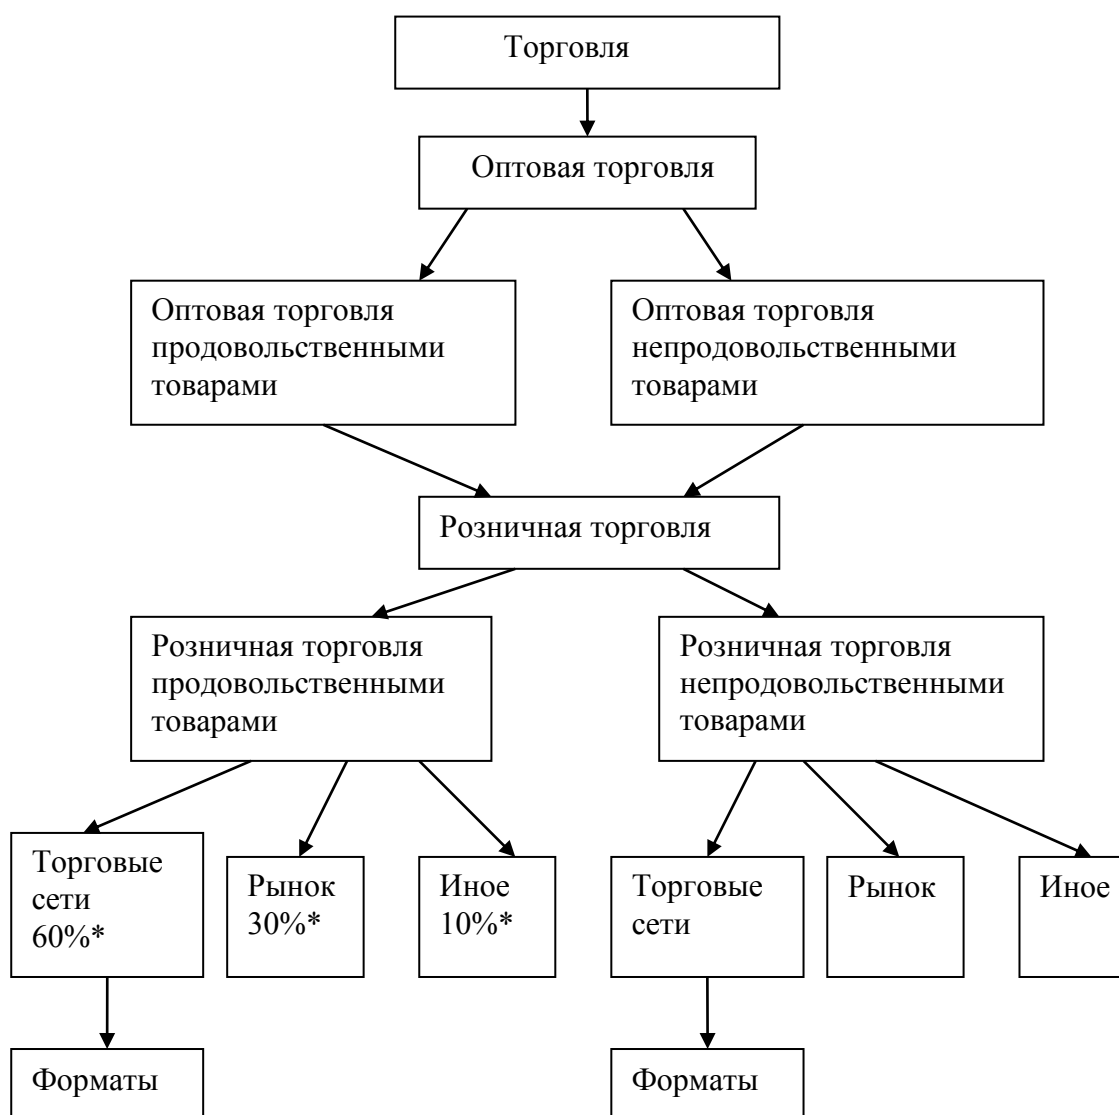 Торговля
Оптовая торговля
Оптовая торговля
продовольственными
товарами
Оптовая торговля
непродовольственными
товарами
Розничная торговля
Розничная торговля
продовольственными
товарами
Розничная торговля
непродовольственными
товарами
Торговые
сети
60%*
Рынок
30%*
Иное
10%*
Торговые
сети
Рынок
Иное
Форматы
Форматы